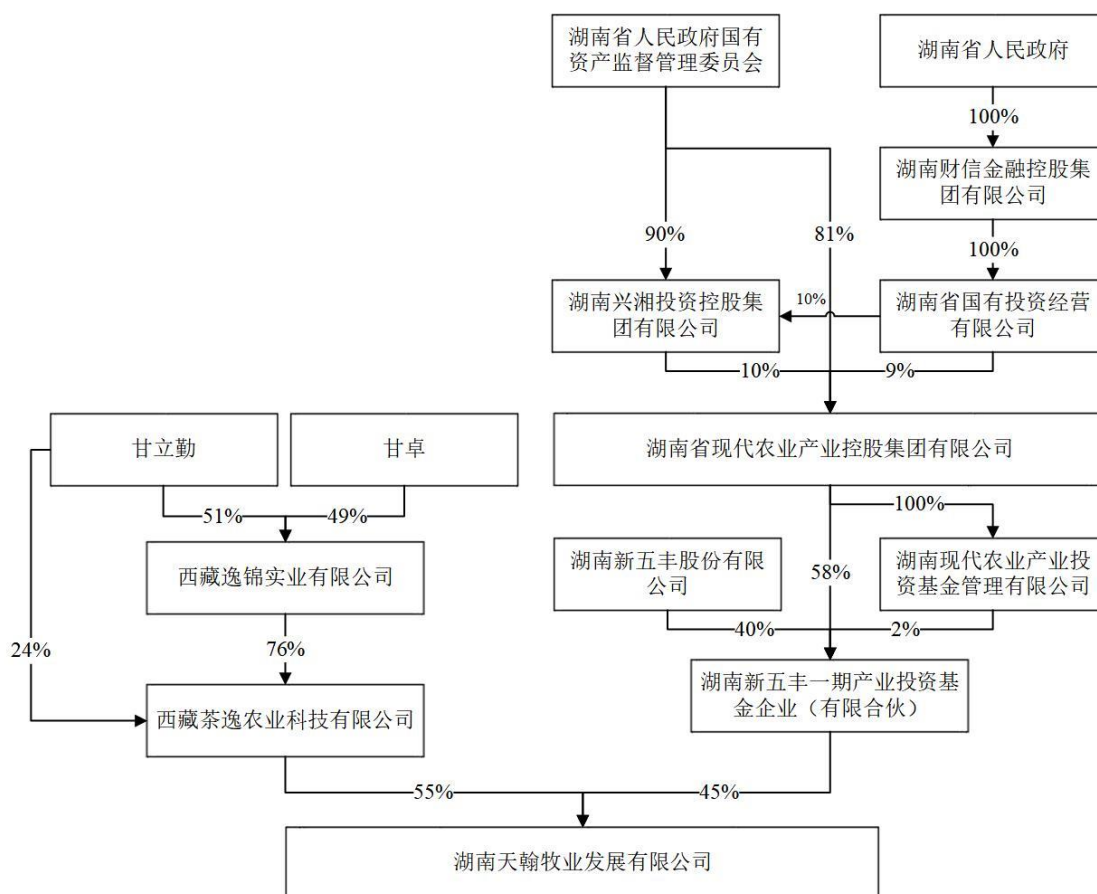 湖南省人民政府国有
资产监督管理委员会
湖南省人民政府
100%
湖南财信金融控股集
团有限公司
90%
81%
100%
湖南兴湘投资控股集
团有限公司
10%
湖南省国有投资经营
有限公司
10%
9%
甘立勤
甘卓
湖南省现代农业产业控股集团有限公司
51%
49%
100%
西藏逸锦实业有限公司
湖南新五丰股份有限
公司
58%
湖南现代农业产业投
资基金管理有限公司
24%
76%
40%
2%
西藏茶逸农业科技有限公司
湖南新五丰一期产业投资基
金企业（有限合伙）
55%
45%
湖南天翰牧业发展有限公司